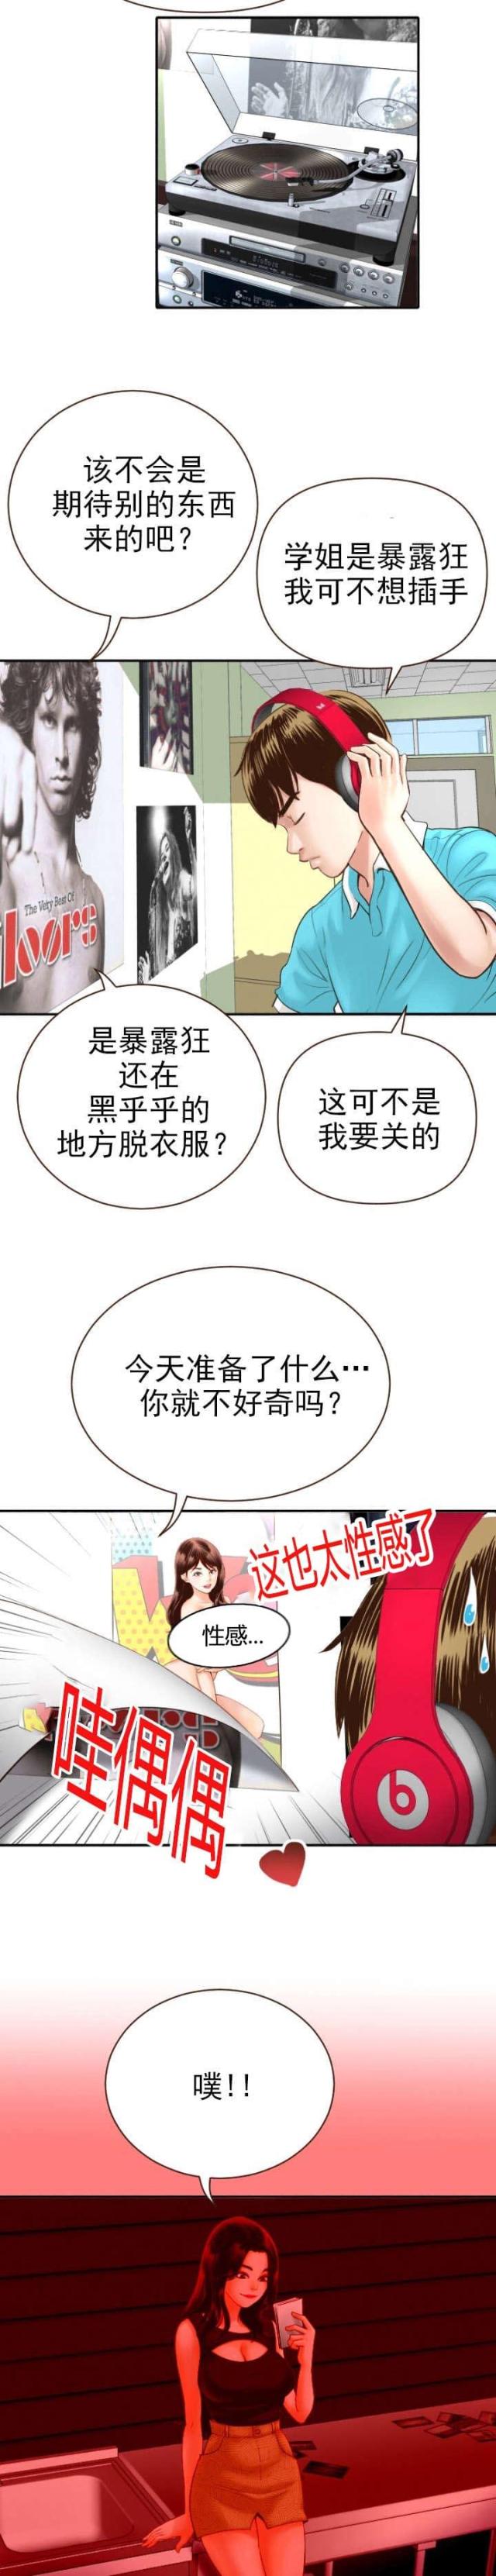 该不会是
期待别的东西
来的吧？
学姐是暴露狂
我可不想插手
The Very Best Of
doors
是暴露狂
还在
黑乎乎的
地方脱衣服？
这可不是
我要关的
今天准备了什么…
你就不好奇吗？
这也太性感了
性感...
哇偶偶
b
噗!!